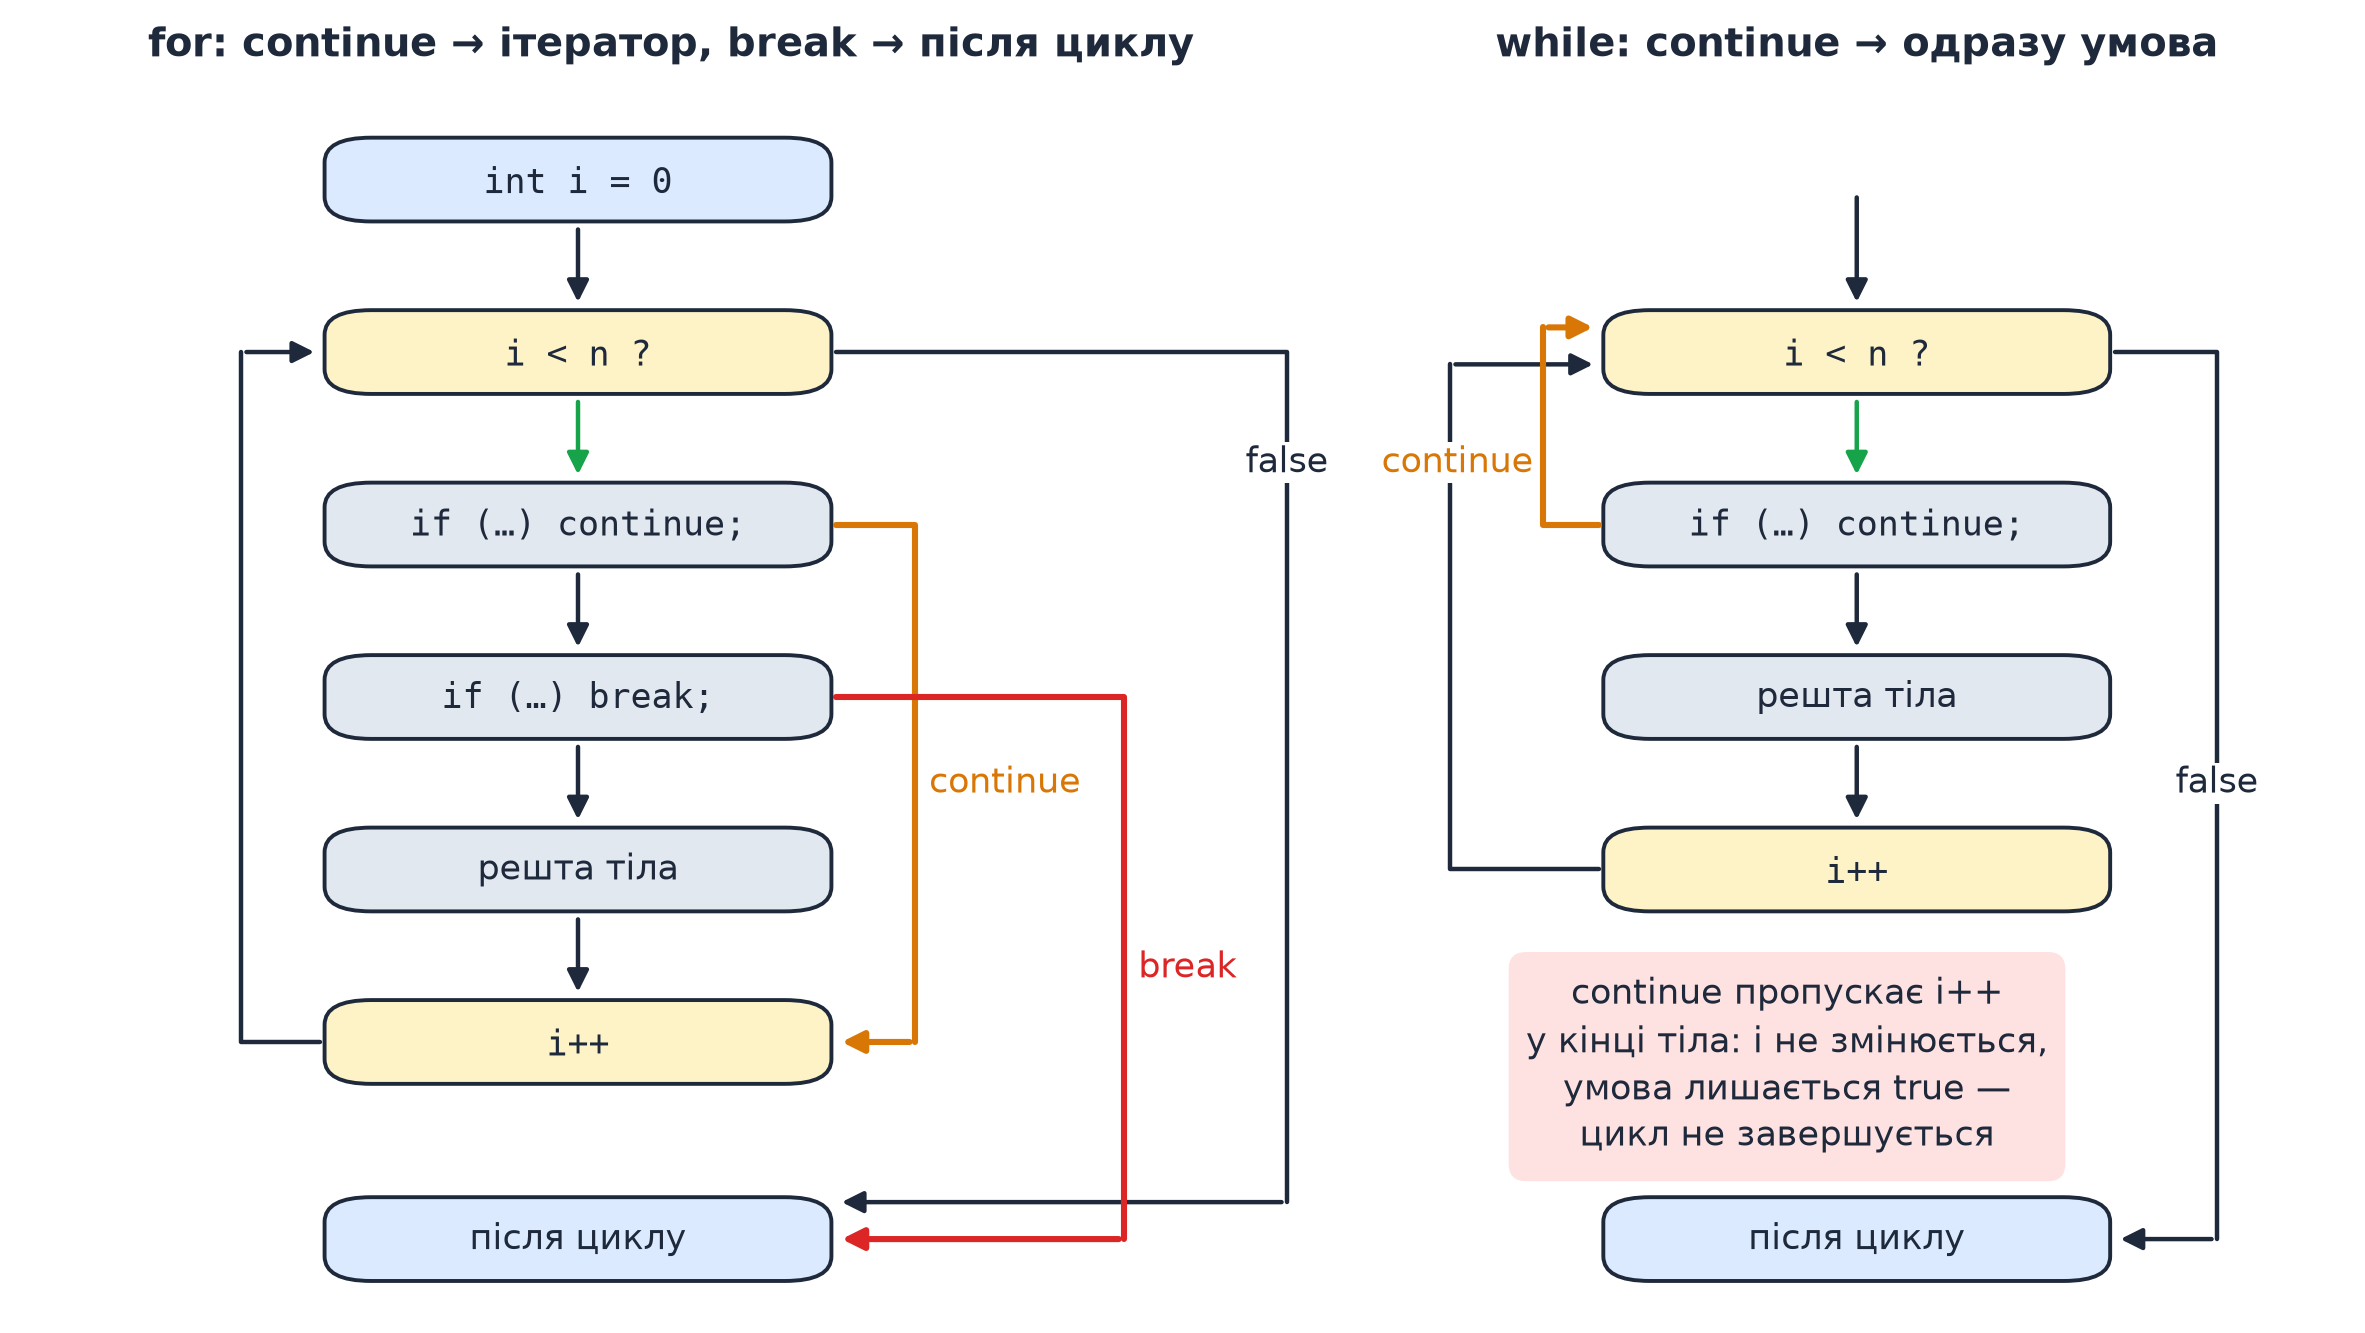 for: continue → ітератор, break → після циклу
int i = 0
i < n ?
false
if (…) continue;
if (…) break;
continue
решта тіла
break
i++
після циклу
while: continue → одразу умова
i < n ?
continue
if (…) continue;
решта тіла
false
i++
continue пропускає i++
у кінці тіла: i не змінюється,
умова лишається true —
цикл не завершується
після циклу